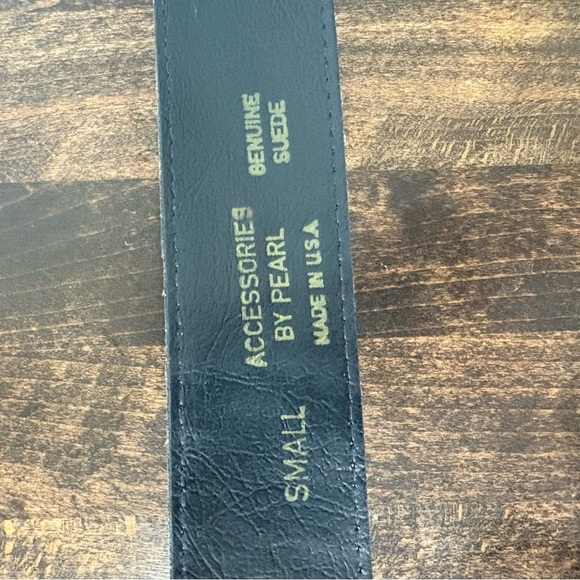 SMALL
ACCESSORIES
BY PEARL
MADE IN U.S.A
GENUINE
SUEDE